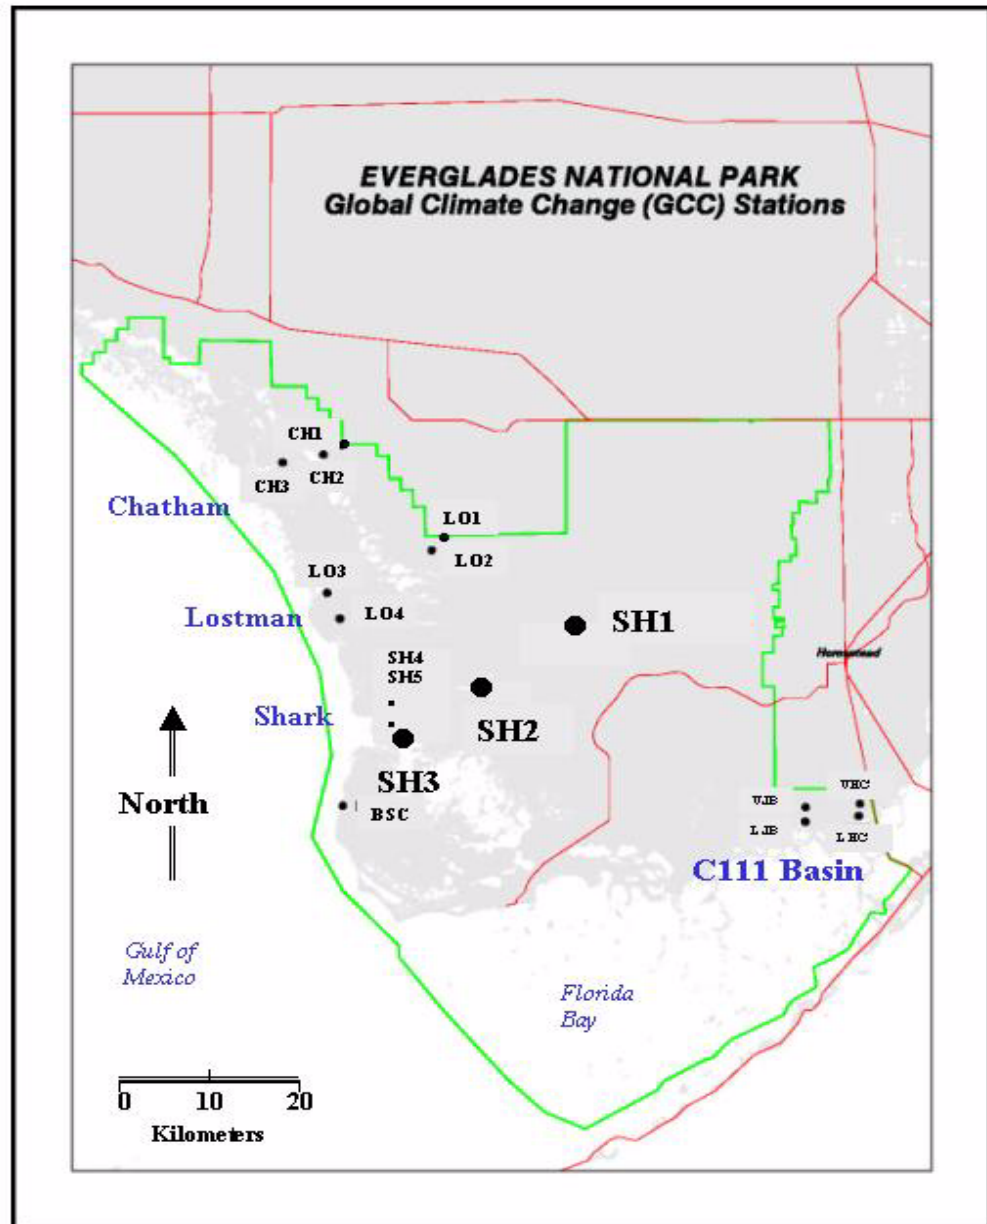 EVERGLADES NATIONAL PARK
Global Climate Change (GCC) Stations
CH1
CH2
CH3
Chatham
LO1
LO2
LO3
LO4
Lostman
SH1
Homestead
SH4
SH5
SH2
Shark
SH3
North
BSC
UJB
UHC
LJB
LHC
C111 Basin
Gulf of
Mexico
Florida
Bay
0 10 20
Kilometers